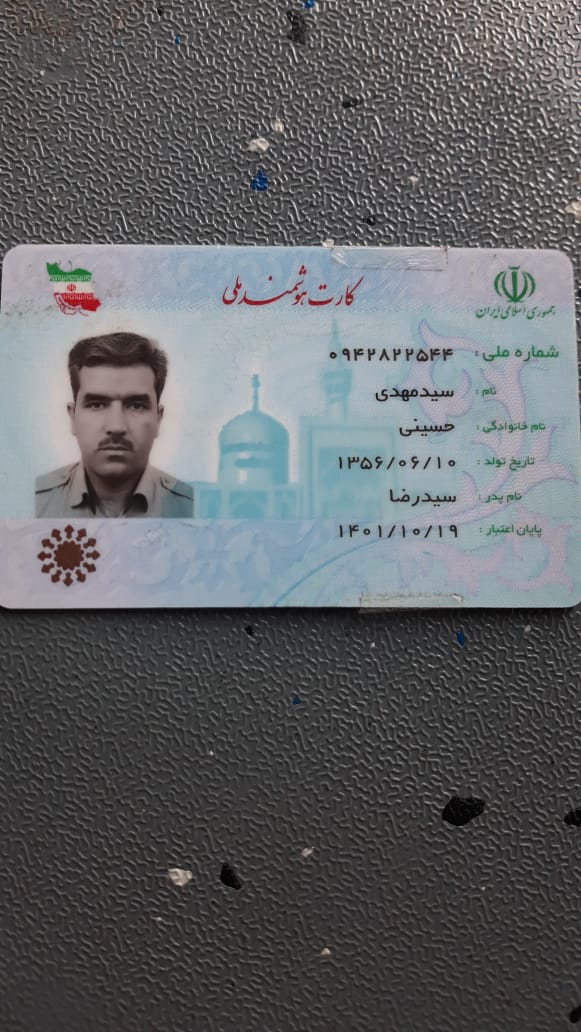 کارت هوشمند ملی
جمهوری اسلامی ایران
شماره ملی : ۰۹۴۲۸۲۲۵۴۴
نام : سیدمهدی
نام خانوادگی : حسینی
تاریخ تولد : ۱۳۵۶/۰۶/۱۰
نام پدر : سیدرضا
پایان اعتبار : ۱۴۰۱/۱۰/۱۹